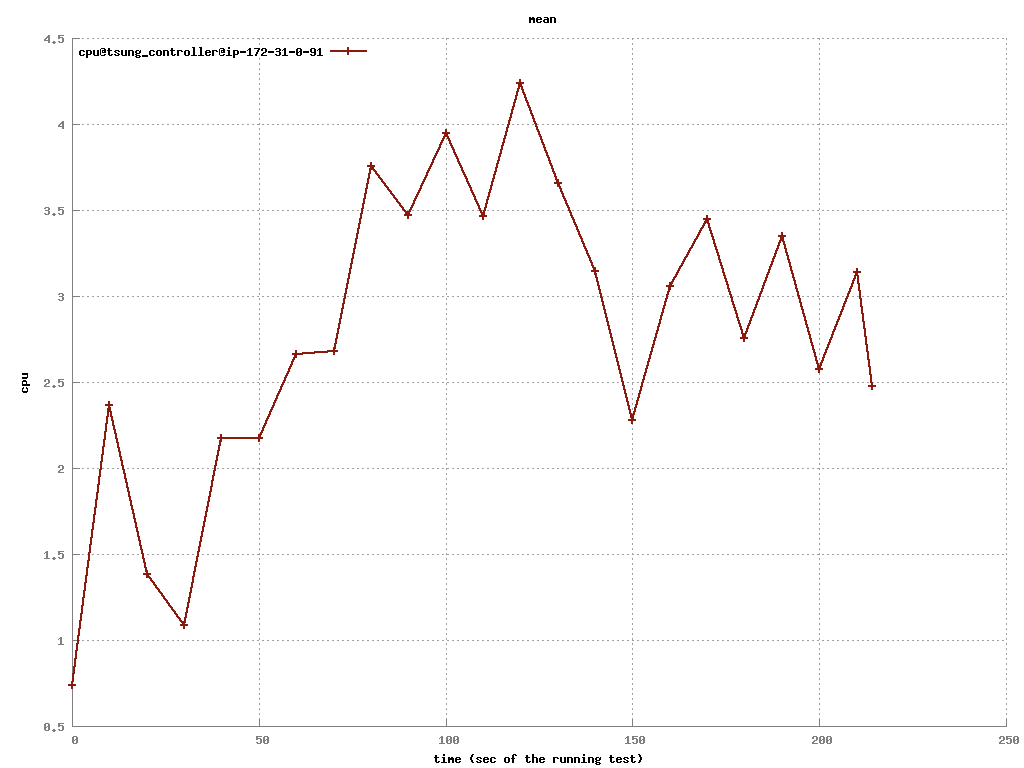 mean
4.5
cpu@tsung_controller@ip-172-31-0-91
4
3.5
3
cpu
2.5
2
1.5
1
0.5
0 50 100 150 200 250
time (sec of the running test)